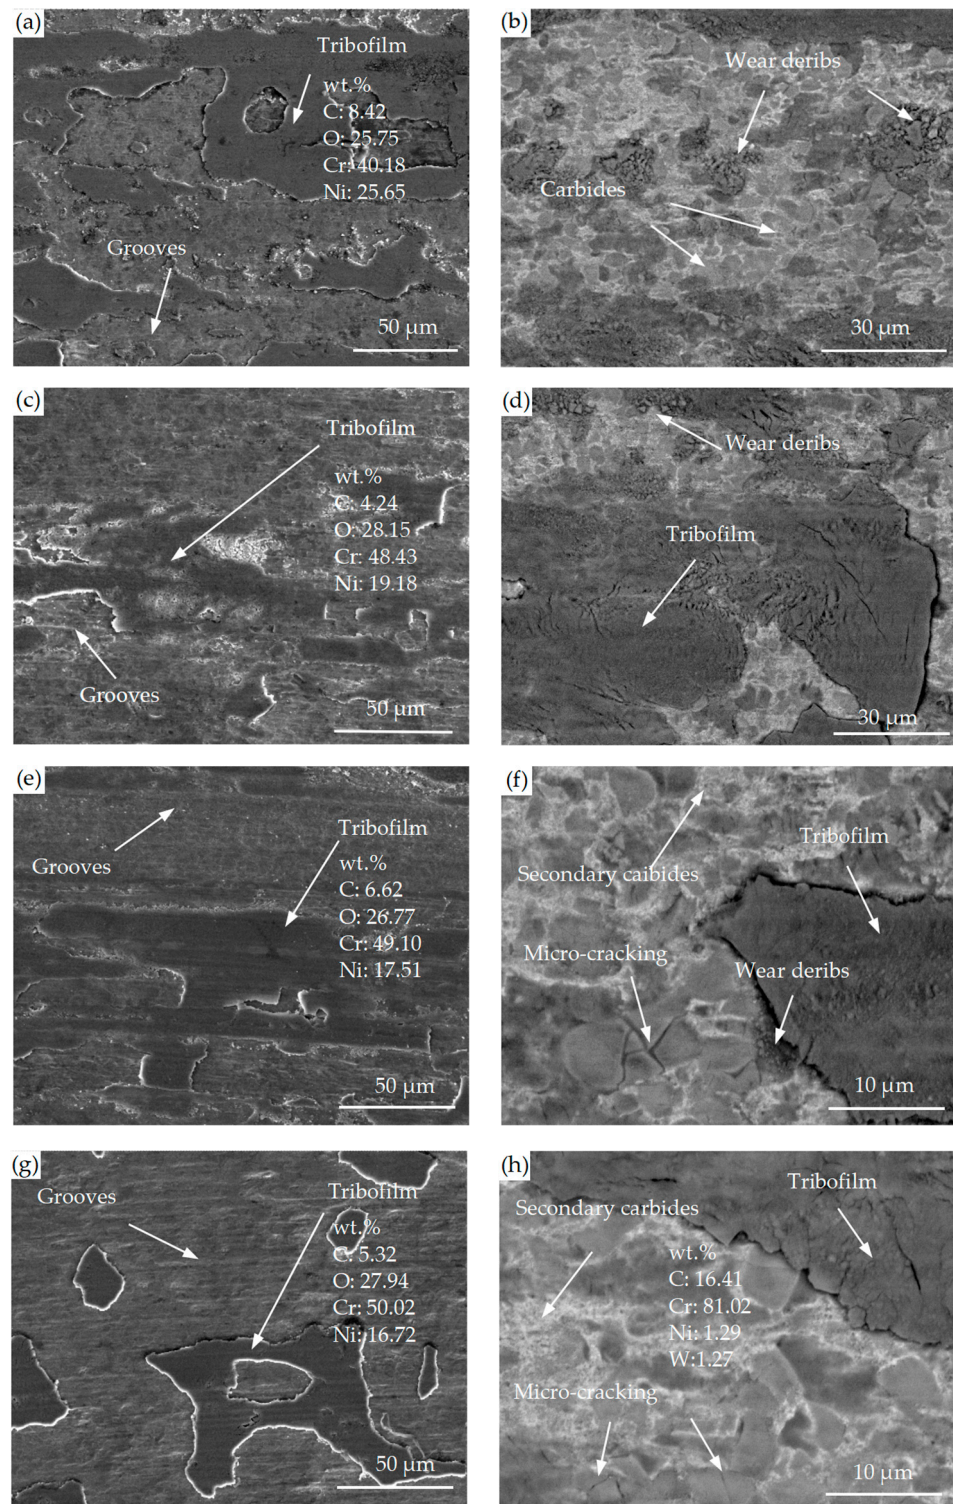 (a)
Tribofilm
wt.%
C: 8.42
O: 25.75
Cr: 40.18
Ni: 25.65
Grooves
50 μm
(b)
Wear deribs
Carbides
30 μm
(c)
Tribofilm
wt.%
C: 4.24
O: 28.15
Cr: 48.43
Ni: 19.18
Grooves
50 μm
(d)
Wear deribs
Tribofilm
30 μm
(e)
Tribofilm
Grooves
wt.%
C: 6.62
O: 26.77
Cr: 49.10
Ni: 17.51
50 μm
(f)
Tribofilm
Secondary caibides
Micro-cracking
Wear deribs
10 μm
(g)
Grooves
Tribofilm
wt.%
C: 5.32
O: 27.94
Cr: 50.02
Ni: 16.72
50 μm
(h)
Tribofilm
Secondary carbides
wt.%
C: 16.41
Cr: 81.02
Ni: 1.29
W:1.27
Micro-cracking
10 μm